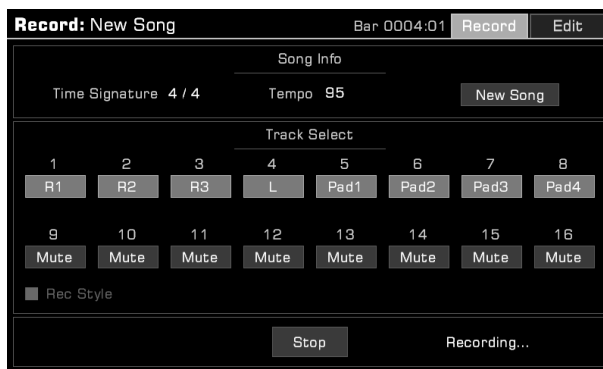 Record: New Song Bar 0004:01 Record Edit
Song Info
Time Signature 4 / 4 Tempo 95 New Song
Track Select
1 2 3 4 5 6 7 8
R1 R2 R3 L Pad1 Pad2 Pad3 Pad4
9 10 11 12 13 14 15 16
Mute Mute Mute Mute Mute Mute Mute Mute
Rec Style
Stop Recording...